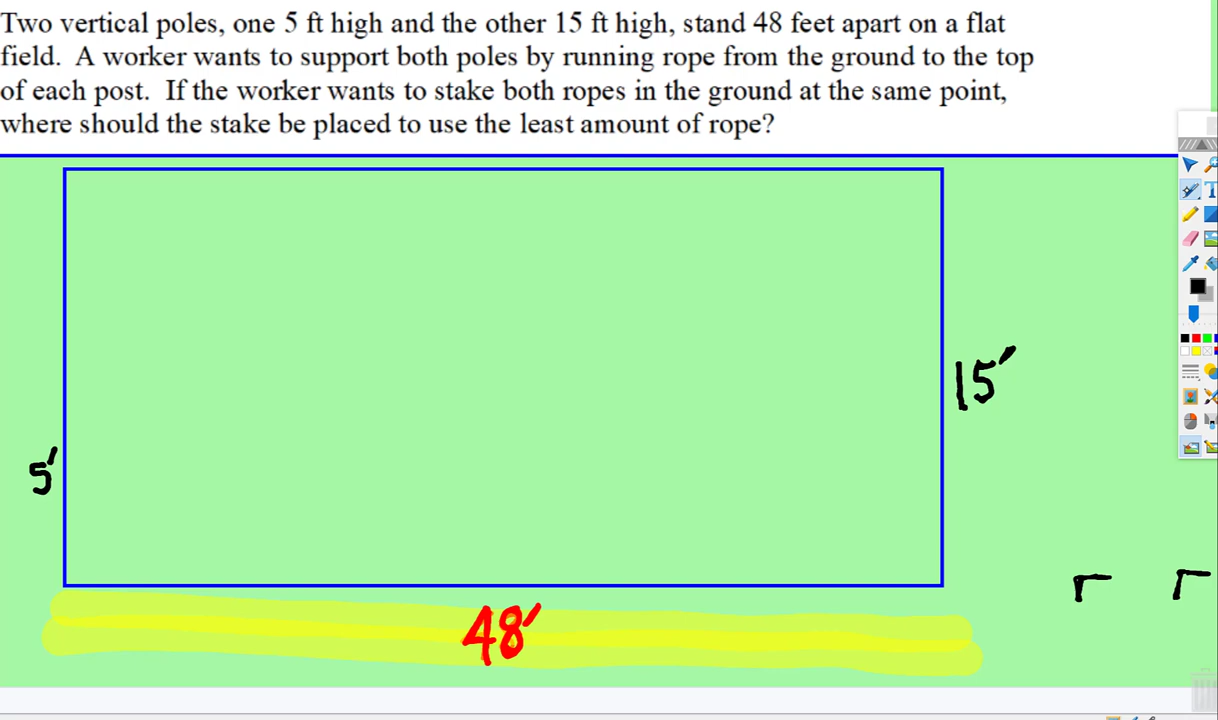 Two vertical poles, one 5 ft high and the other 15 ft high, stand 48 feet apart on a flat
field. A worker wants to support both poles by running rope from the ground to the top
of each post. If the worker wants to stake both ropes in the ground at the same point,
where should the stake be placed to use the least amount of rope?
15'
5'
48'